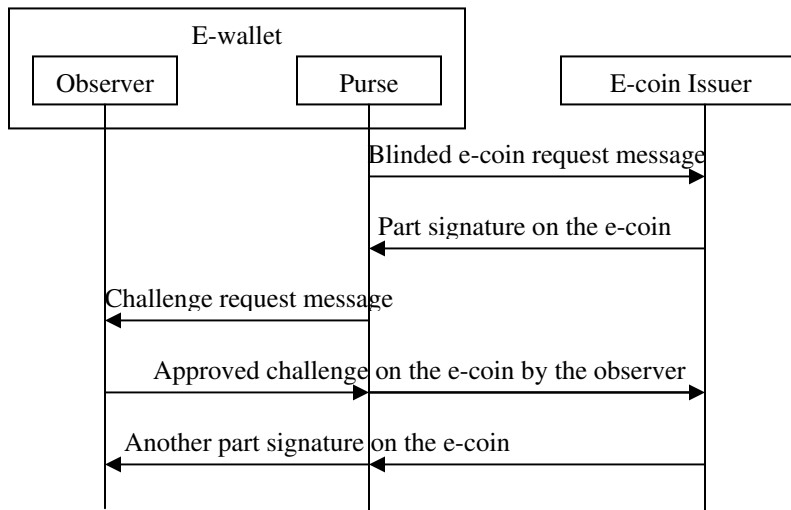 E-wallet
Observer
Purse
E-coin Issuer
Blinded e-coin request message
Part signature on the e-coin
Challenge request message
Approved challenge on the e-coin by the observer
Another part signature on the e-coin